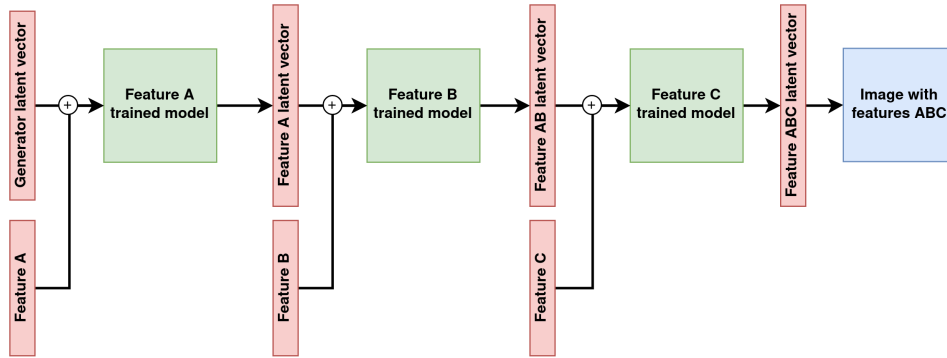 Generator latent vector
+
Feature A
trained model
Feature A latent vector
+
Feature B
trained model
Feature AB latent vector
+
Feature C
trained model
Feature ABC latent vector
Image with
features ABC
Feature A
Feature B
Feature C